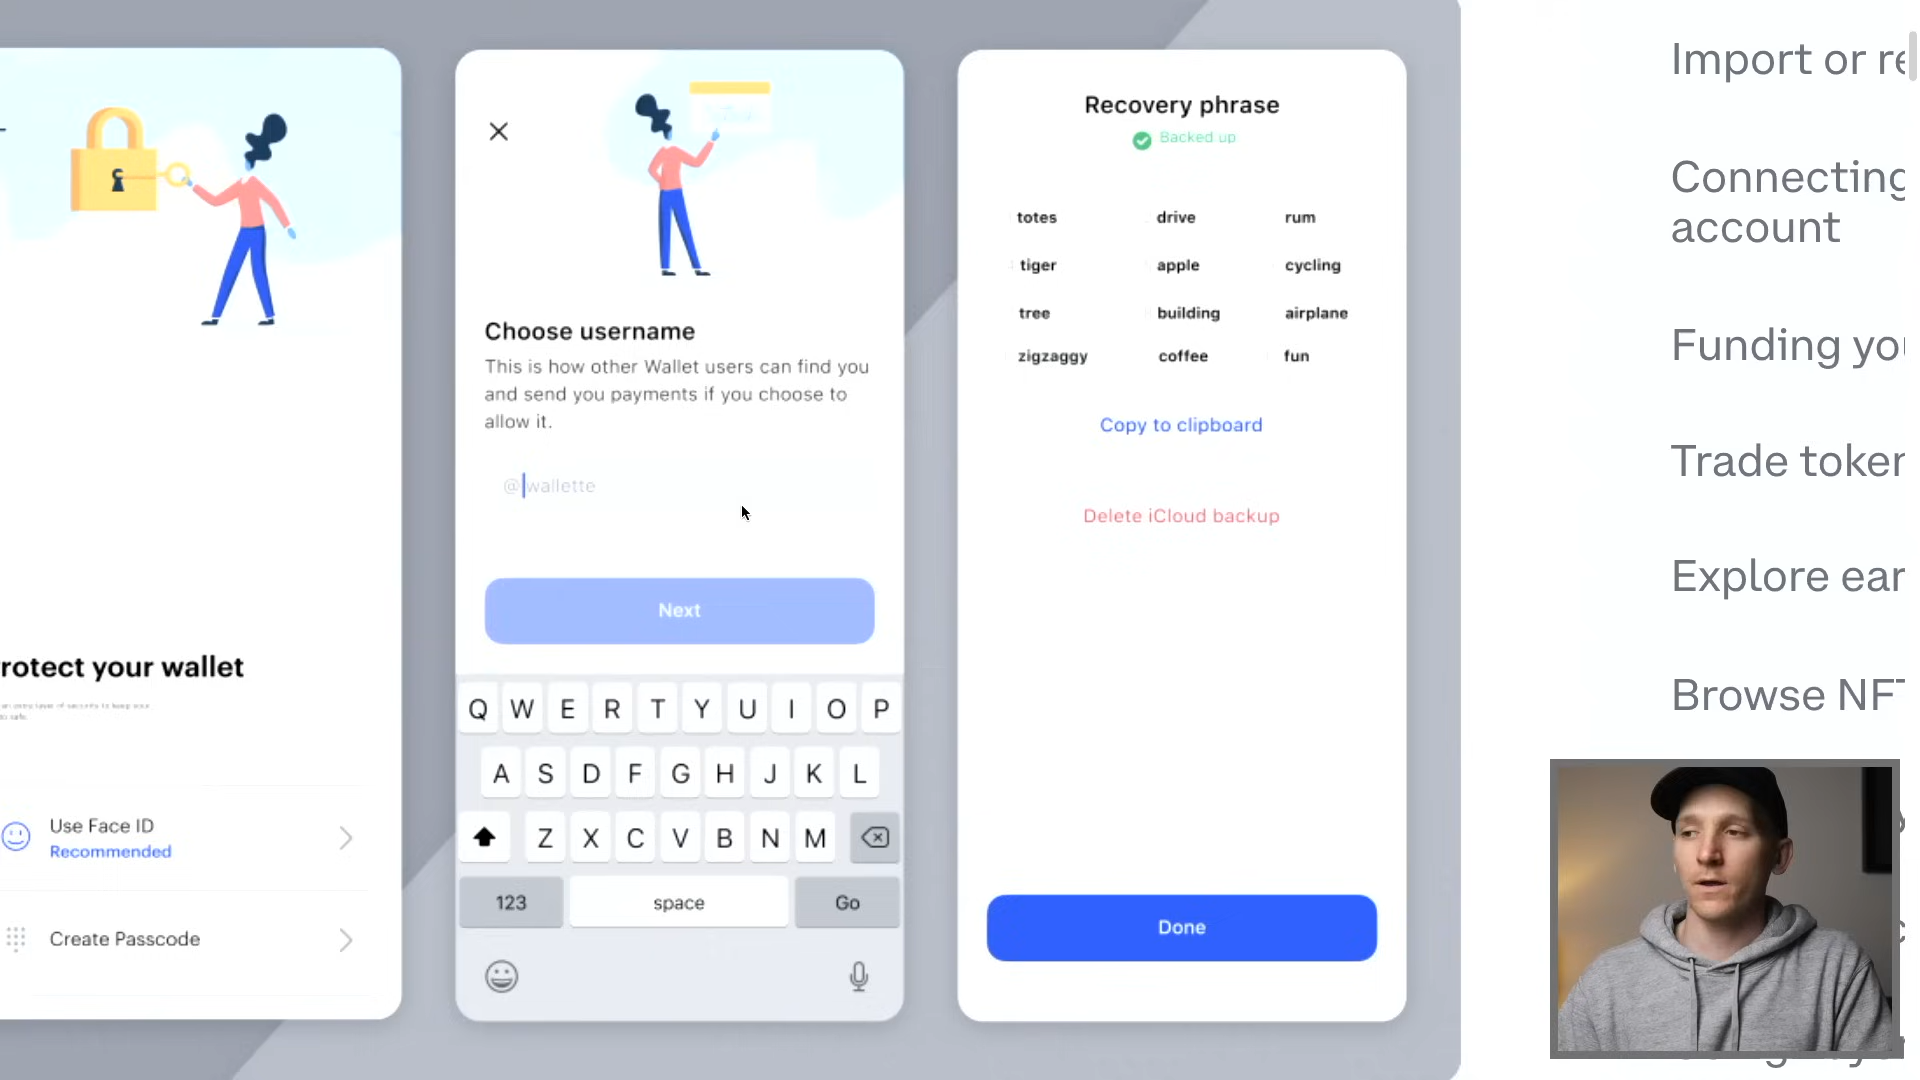 rotect your wallet
Use Face ID
Recommended
Create Passcode
Choose username
This is how other Wallet users can find you
and send you payments if you choose to
allow it.
@wallette
Next
Q W E R T Y U I O P
A S D F G H J K L
Z X C V B N M
123 space Go
Recovery phrase
Backed up
totes drive rum
tiger apple cycling
tree building airplane
zigzaggy coffee fun
Copy to clipboard
Delete iCloud backup
Done
Import or re
Connecting
account
Funding you
Trade token
Explore ear
Browse NFT